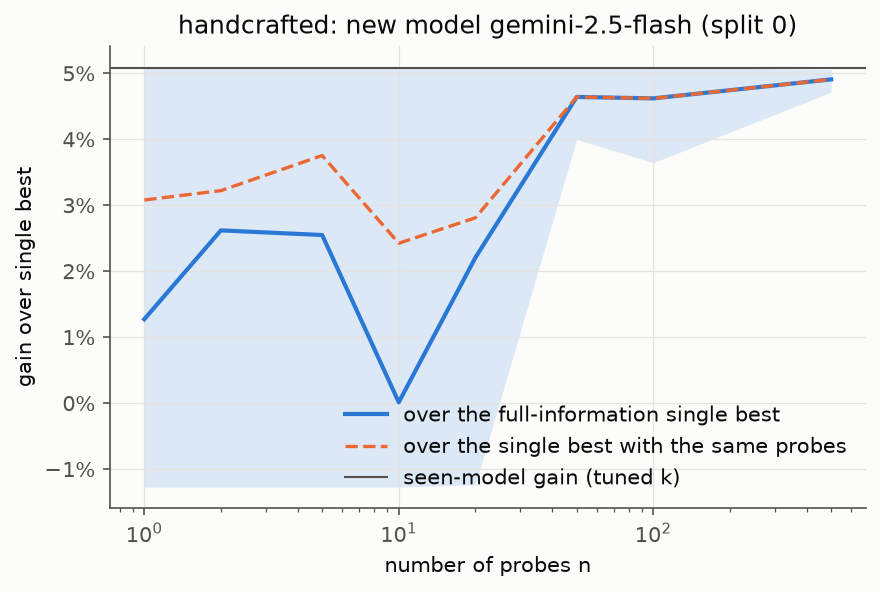 handcrafted: new model gemini-2.5-flash (split 0)
gain over single best
5%
4%
3%
2%
1%
0%
−1%
over the full-information single best
over the single best with the same probes
seen-model gain (tuned k)
10⁰ 10¹ 10²
number of probes n